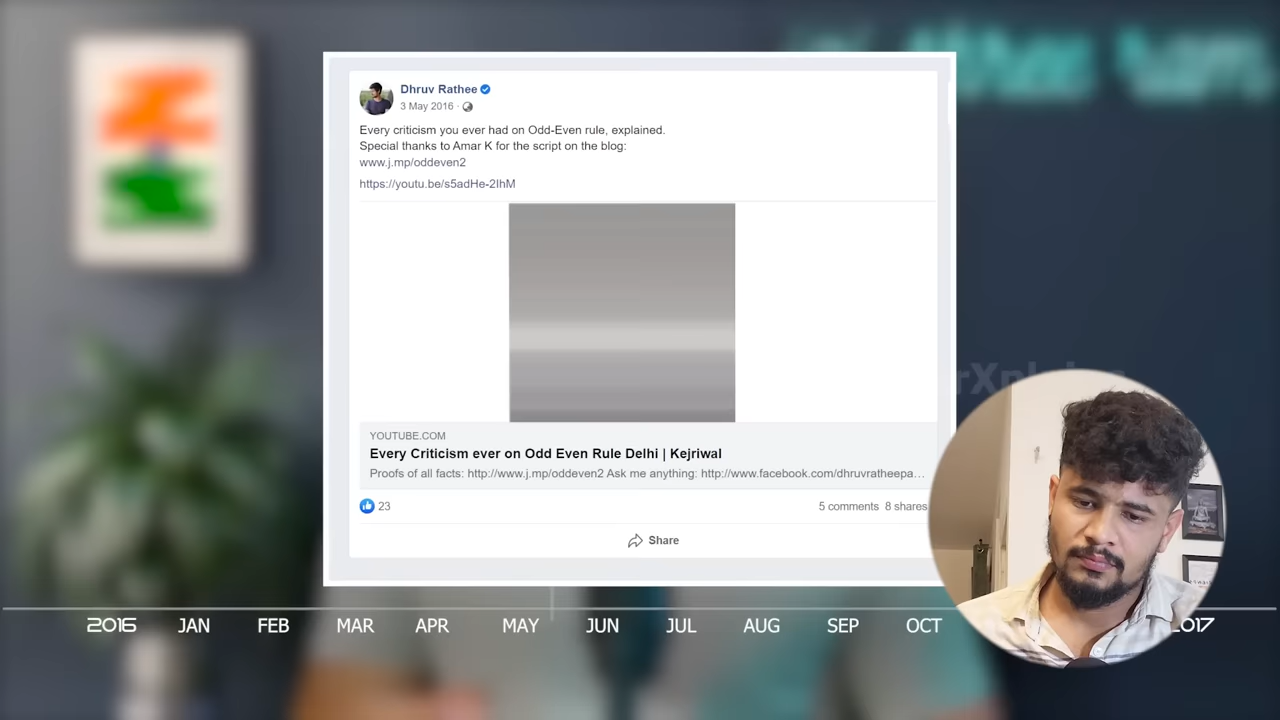 Dhruv Rathee
3 May 2016 ·
Every criticism you ever had on Odd-Even rule, explained.
Special thanks to Amar K for the script on the blog:
www.j.mp/oddeven2
https://youtu.be/s5adHe-2IhM
YOUTUBE.COM
Every Criticism ever on Odd Even Rule Delhi | Kejriwal
Proofs of all facts: http://www.j.mp/oddeven2 Ask me anything: http://www.facebook.com/dhruvratheepa…
23
5 comments 8 shares
Share
2016 JAN FEB MAR APR MAY JUN JUL AUG SEP OCT